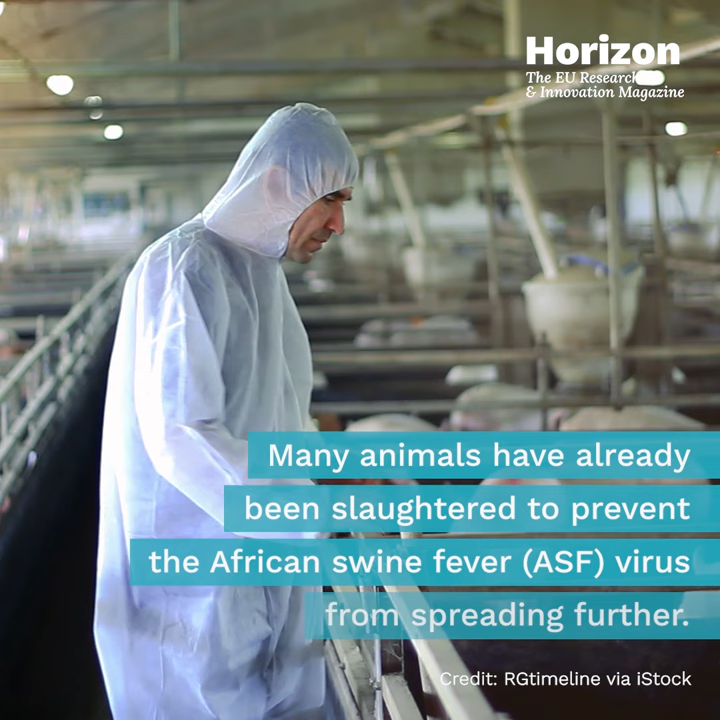 Horizon
The EU Research
& Innovation Magazine
Many animals have already
been slaughtered to prevent
the African swine fever (ASF) virus
from spreading further.
Credit: RGtimeline via iStock